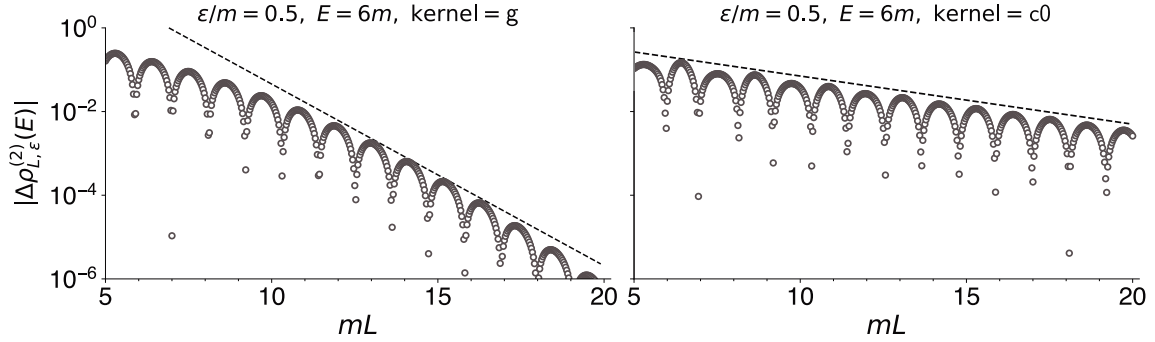 ε/m = 0.5, E = 6m, kernel = g
ε/m = 0.5, E = 6m, kernel = c0
|Δρ_{L,ε}^{(2)}(E)|
10^0
10^{-2}
10^{-4}
10^{-6}
5 10 15 20
5 10 15 20
mL
mL